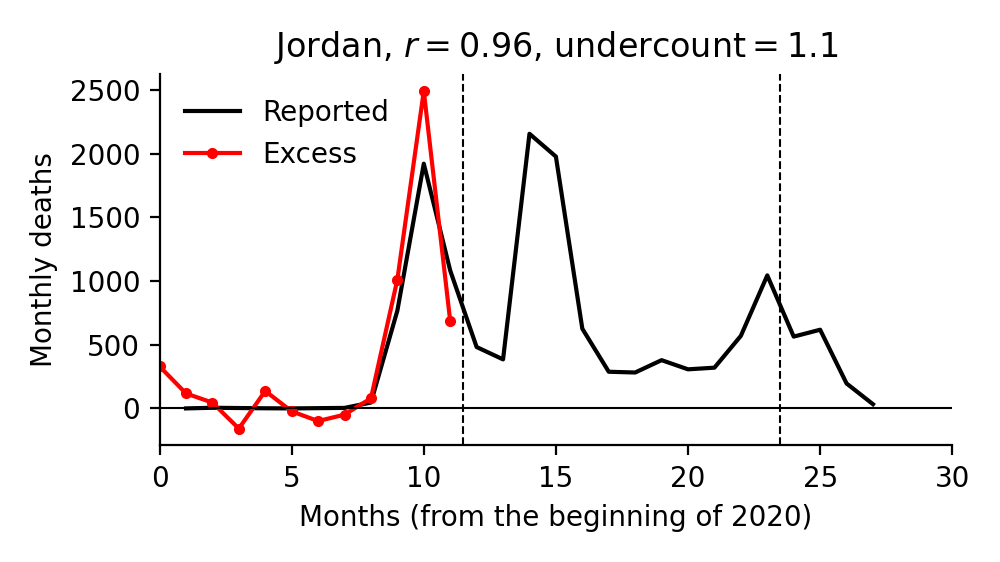 Jordan, r = 0.96, undercount = 1.1
Monthly deaths
2500
2000
1500
1000
500
0
Reported
Excess
0 5 10 15 20 25 30
Months (from the beginning of 2020)